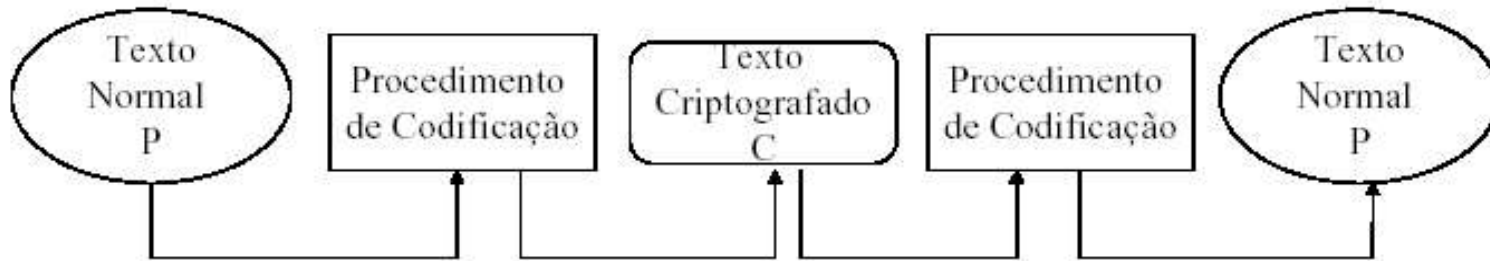 Texto
Normal
P
Procedimento
de Codificação
Texto
Criptografado
C
Procedimento
de Codificação
Texto
Normal
P